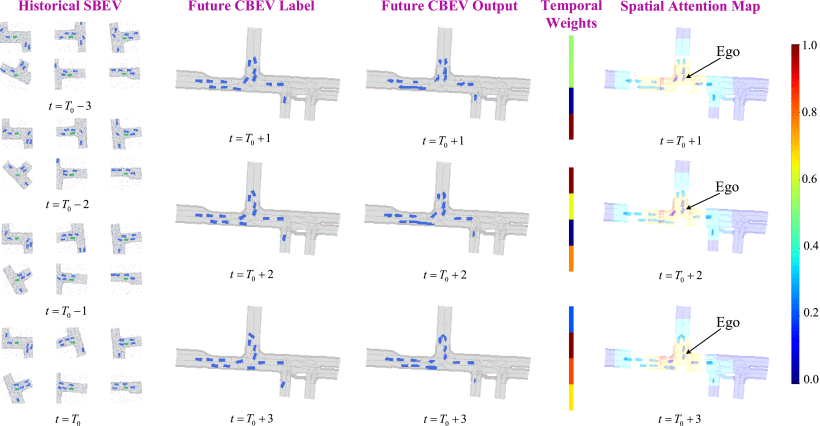 Historical SBEV
Future CBEV Label
Future CBEV Output
Temporal
Weights
Spatial Attention Map
t = T₀ − 3
t = T₀ − 2
t = T₀ − 1
t = T₀
t = T₀ + 1
t = T₀ + 2
t = T₀ + 3
t = T₀ + 1
t = T₀ + 2
t = T₀ + 3
Ego
t = T₀ + 1
Ego
t = T₀ + 2
Ego
t = T₀ + 3
1.0
0.8
0.6
0.4
0.2
0.0